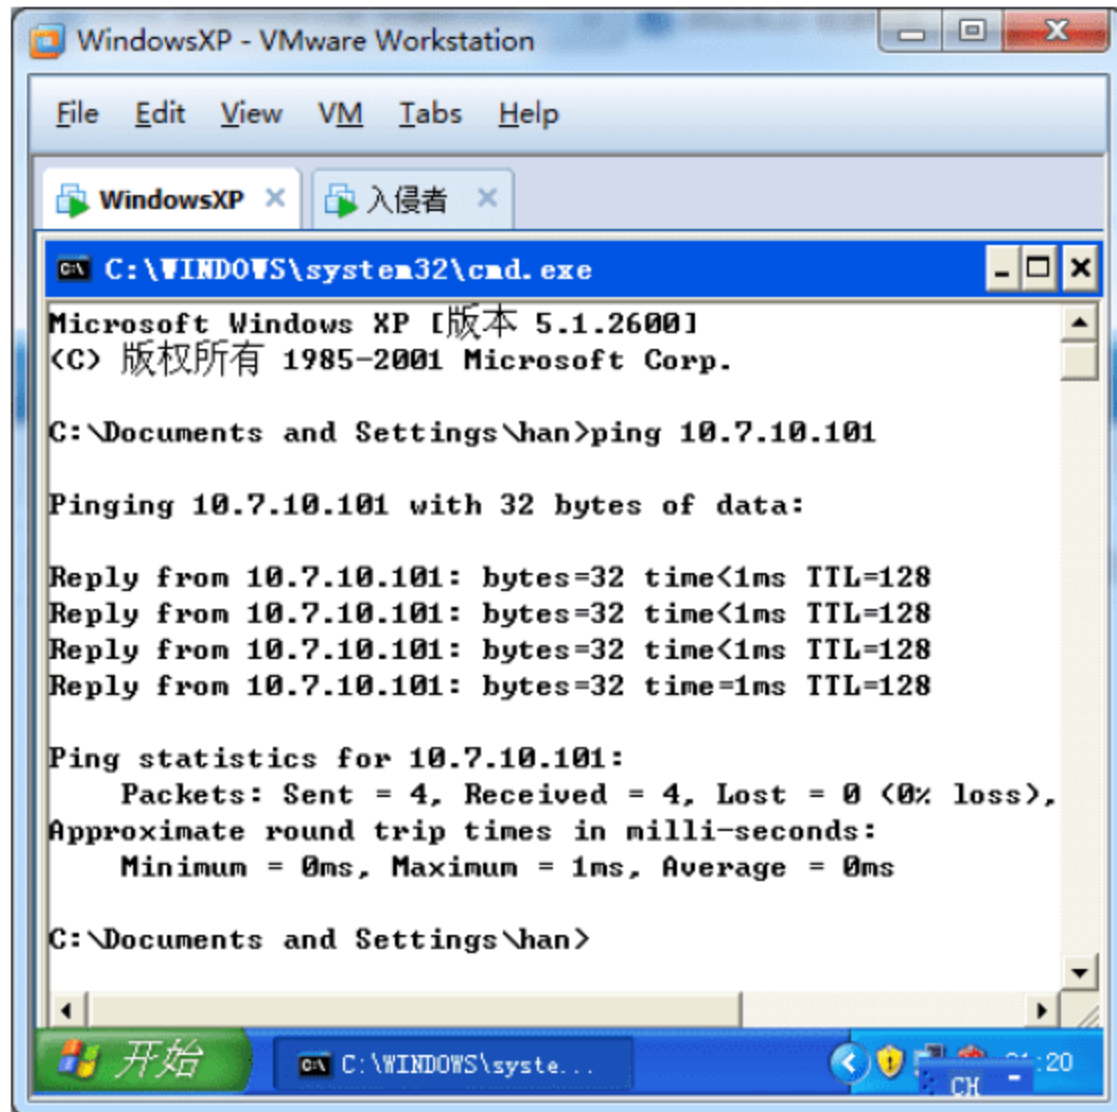 WindowsXP - VMware Workstation
File Edit View VM Tabs Help
WindowsXP 入侵者
C:\WINDOWS\system32\cmd.exe
Microsoft Windows XP [版本 5.1.2600]
(C) 版权所有 1985-2001 Microsoft Corp.
C:\Documents and Settings\han>ping 10.7.10.101
Pinging 10.7.10.101 with 32 bytes of data:
Reply from 10.7.10.101: bytes=32 time<1ms TTL=128
Reply from 10.7.10.101: bytes=32 time<1ms TTL=128
Reply from 10.7.10.101: bytes=32 time<1ms TTL=128
Reply from 10.7.10.101: bytes=32 time=1ms TTL=128
Ping statistics for 10.7.10.101:
Packets: Sent = 4, Received = 4, Lost = 0 (0% loss),
Approximate round trip times in milli-seconds:
Minimum = 0ms, Maximum = 1ms, Average = 0ms
C:\Documents and Settings\han>
开始 C:\WINDOWS\syste... :20
CH